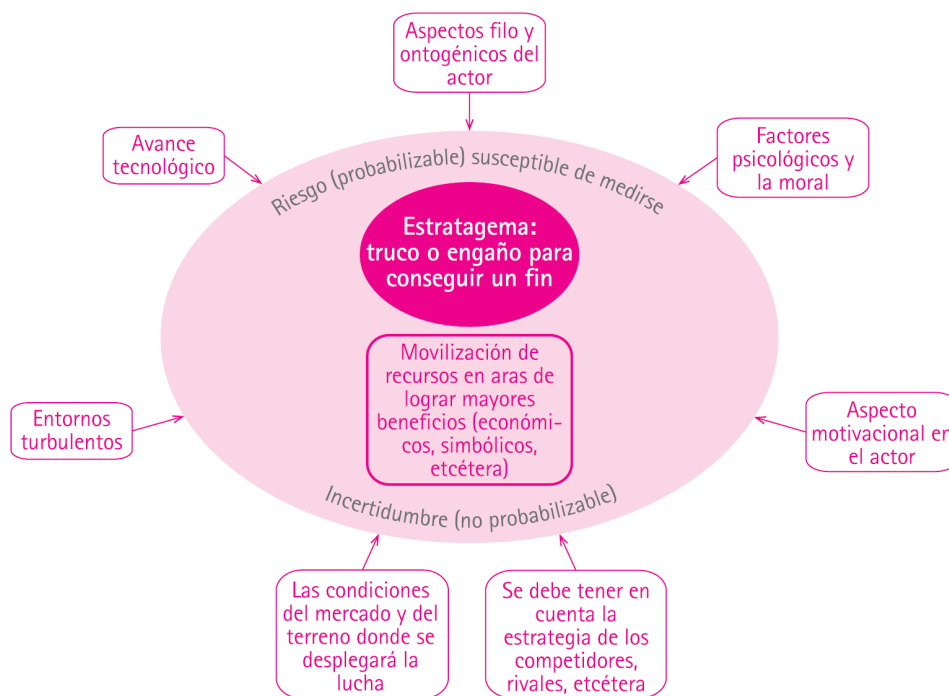 Aspectos filo y
ontogénicos del
actor
Avance
tecnológico
Factores
psicológicos y
la moral
Riesgo (probabilizable) susceptible de medirse
Estratagema:
truco o engaño para
conseguir un fin
Movilización de
recursos en aras de
lograr mayores
beneficios (económi-
cos, simbólicos,
etcétera)
Entornos
turbulentos
Aspecto
motivacional en
el actor
Incertidumbre (no probabilizable)
Las condiciones
del mercado y del
terreno donde se
desplegará la
lucha
Se debe tener en
cuenta la
estrategia de los
competidores,
rivales, etcétera